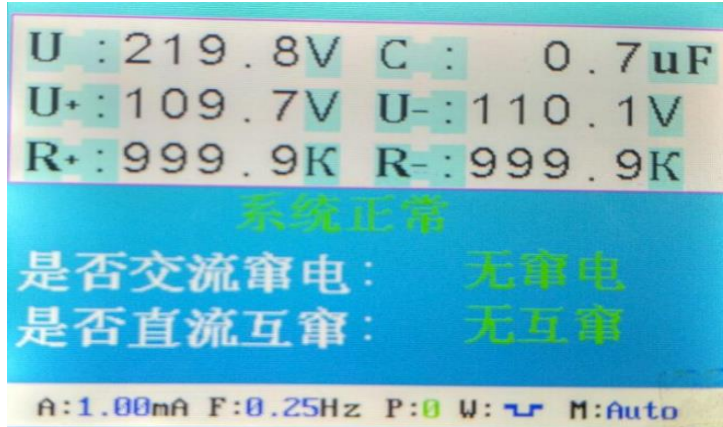 U :219.8V C : 0.7uF
U+:109.7V U-:110.1V
R+:999.9K R-:999.9K
系统正常
是否交流窜电： 无窜电
是否直流互窜： 无互窜
A:1.00mA F:0.25Hz P:0 W: M:Auto